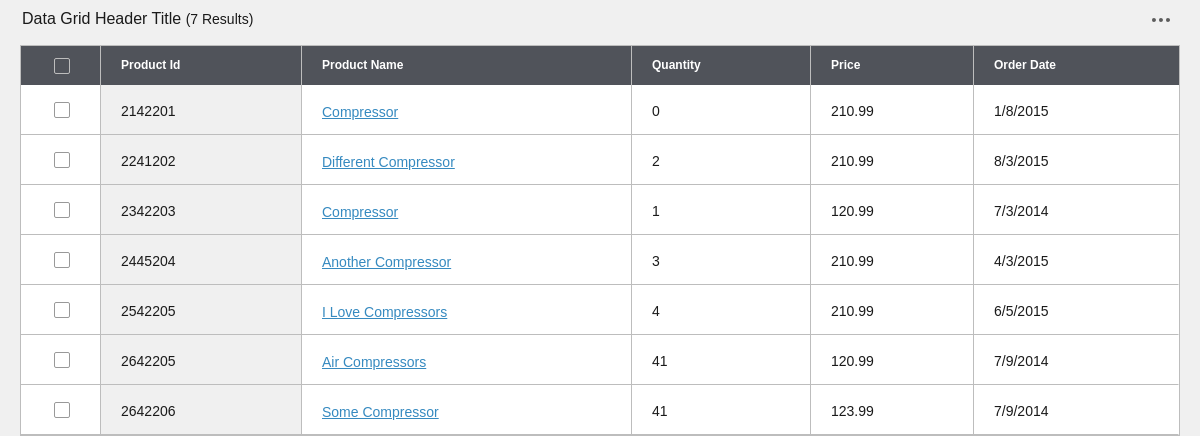 Data Grid Header Title (7 Results)
Product Id Product Name Quantity Price Order Date
2142201 Compressor 0 210.99 1/8/2015
2241202 Different Compressor 2 210.99 8/3/2015
2342203 Compressor 1 120.99 7/3/2014
2445204 Another Compressor 3 210.99 4/3/2015
2542205 I Love Compressors 4 210.99 6/5/2015
2642205 Air Compressors 41 120.99 7/9/2014
2642206 Some Compressor 41 123.99 7/9/2014